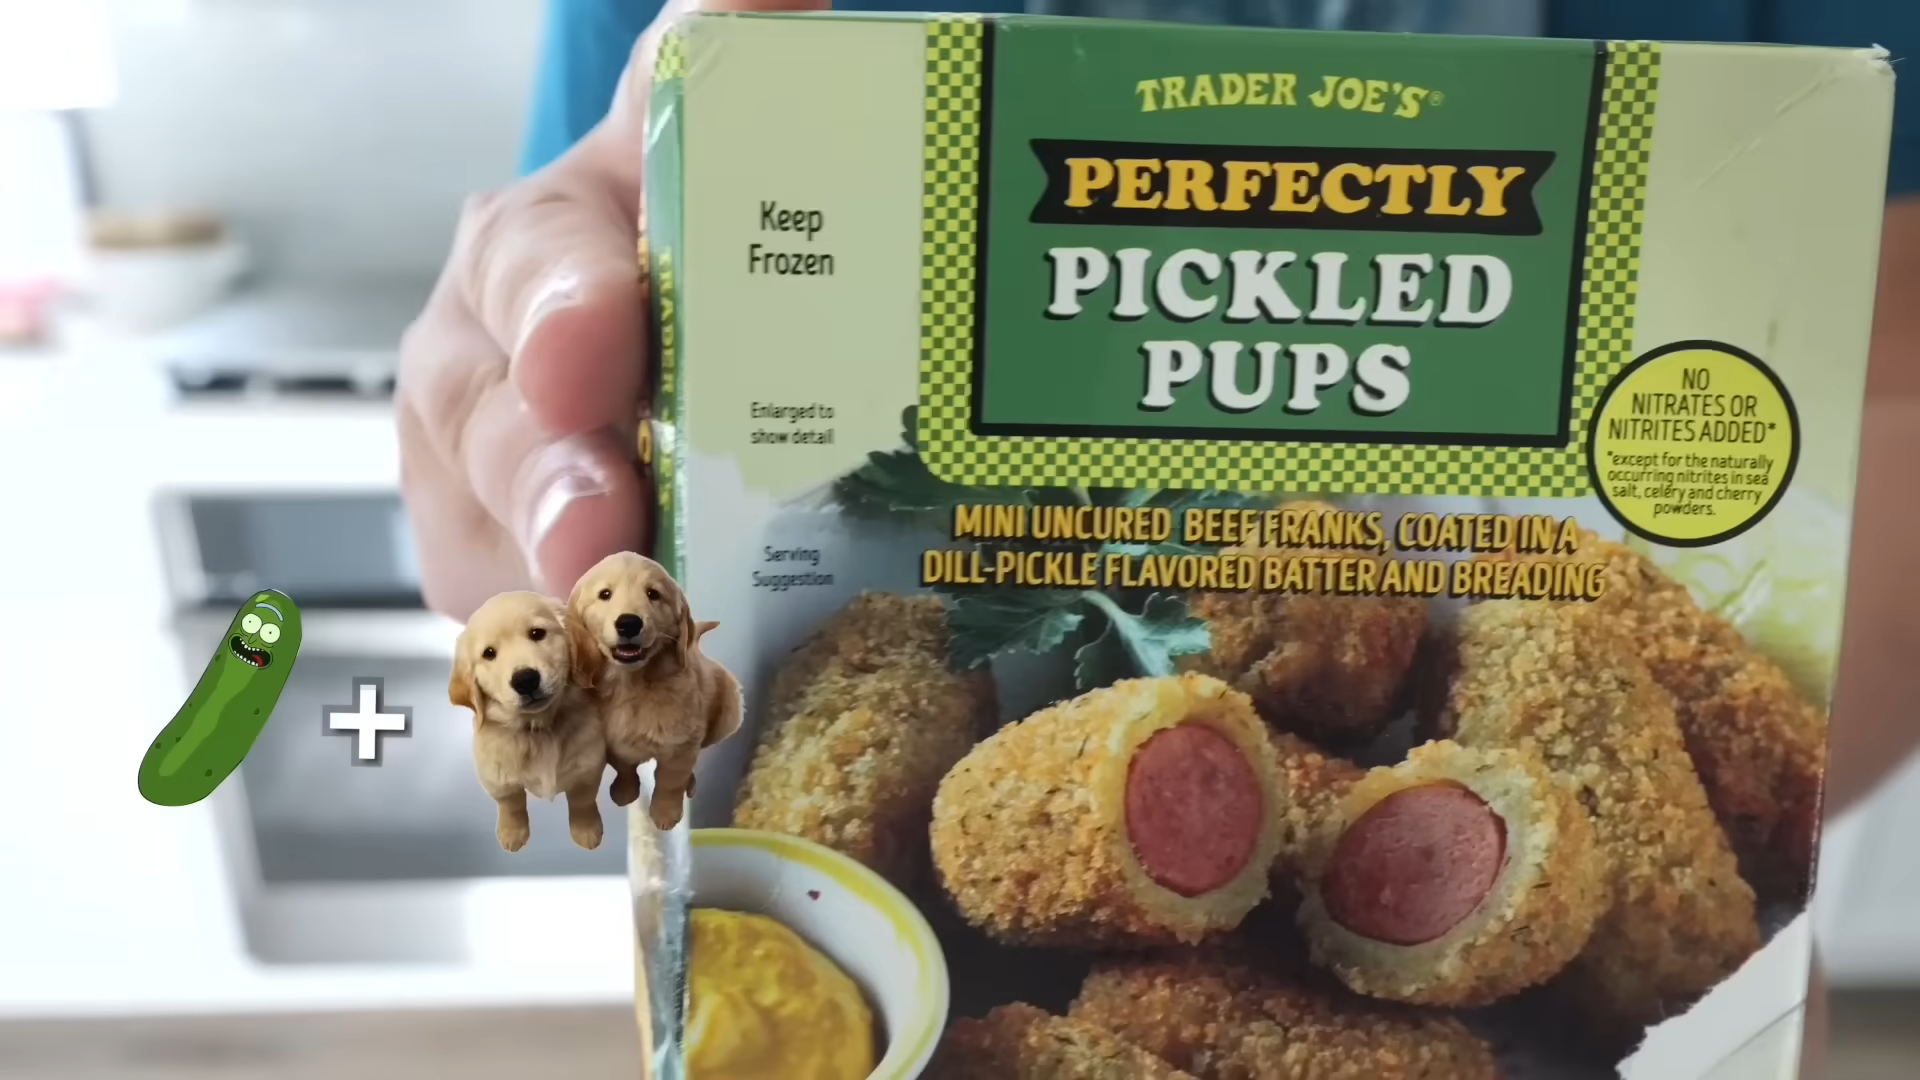 TRADER JOE'S®
PERFECTLY
PICKLED
PUPS
Keep
Frozen
Enlarged to
show detail
Serving
Suggestion
NO
NITRATES OR
NITRITES ADDED*
*except for the naturally
occurring nitrites in sea
salt, celery and cherry
powders.
MINI UNCURED BEEF FRANKS, COATED IN A
DILL-PICKLE FLAVORED BATTER AND BREADING